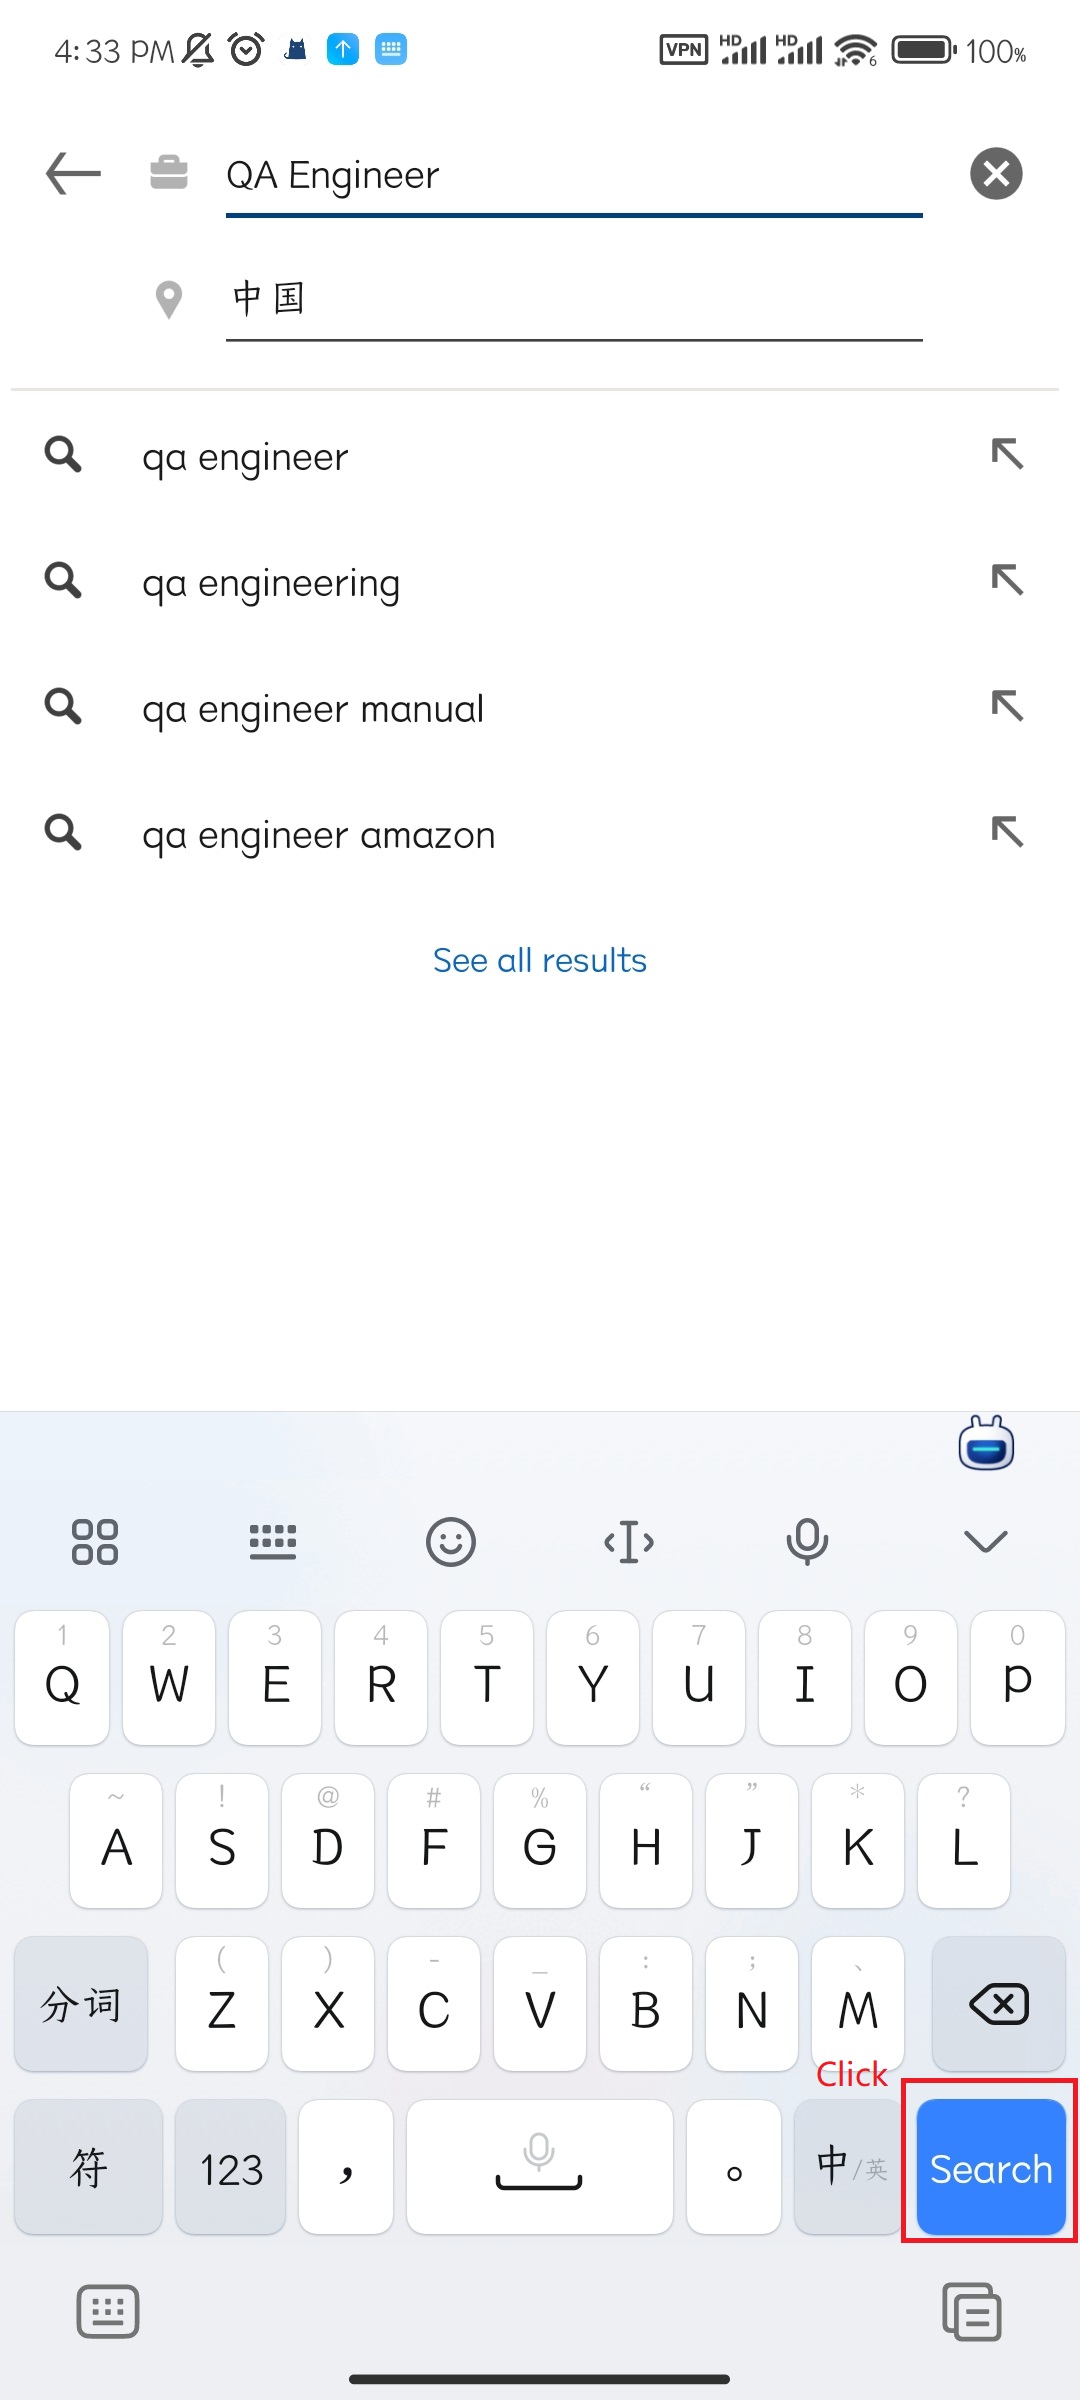 4:33 PM VPN HD HD 6 100%
QA Engineer
中国
qa engineer
qa engineering
qa engineer manual
qa engineer amazon
See all results
1 2 3 4 5 6 7 8 9 0
Q W E R T Y U I O P
~ ! @ # % “ ” * ?
A S D F G H J K L
( ) - _ : ; 、
分词 Z X C V B N M
Click
符 123 , 。 中/英 Search